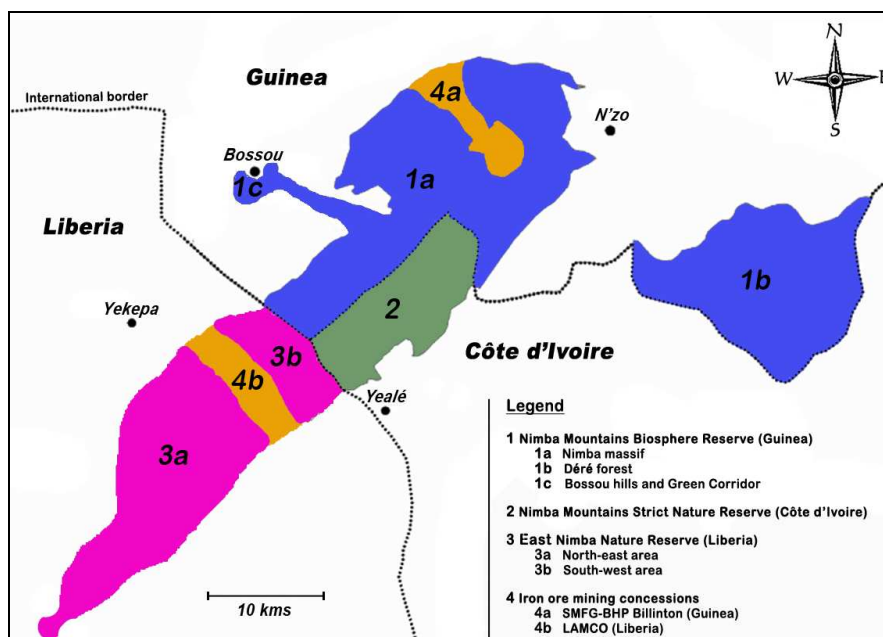 N
W
E
S
Guinea
4a
N'zo
International border
Bossou
1c
1a
Liberia
1b
2
Yekepa
3b
Côte d'Ivoire
4b
Yealé
3a
10 kms
Legend
1 Nimba Mountains Biosphere Reserve (Guinea)
1a Nimba massif
1b Déré forest
1c Bossou hills and Green Corridor
2 Nimba Mountains Strict Nature Reserve (Côte d'Ivoire)
3 East Nimba Nature Reserve (Liberia)
3a North-east area
3b South-west area
4 Iron ore mining concessions
4a SMFG-BHP Billinton (Guinea)
4b LAMCO (Liberia)